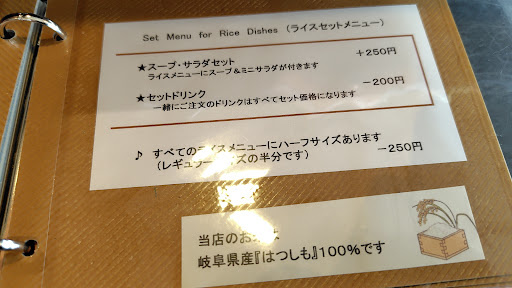 Set Menu for Rice Dishes (ライスセットメニュー)
★スープ・サラダセット +250円
ライスメニューにスープ&ミニサラダが付きます
★セットドリンク −200円
一緒にご注文のドリンクはすべてセット価格になります
♪ すべてのライスメニューにハーフサイズあります −250円
(レギュラーサイズの半分です)
当店のお
岐阜県産『はつしも』100%です